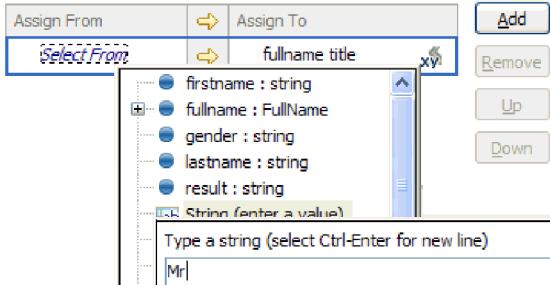 Assign From Assign To Add
Select From fullname title xy Remove
firstname : string
fullname : FullName Up
gender : string
lastname : string Down
result : string
String (enter a value)
Type a string (select Ctrl-Enter for new line)
Mr